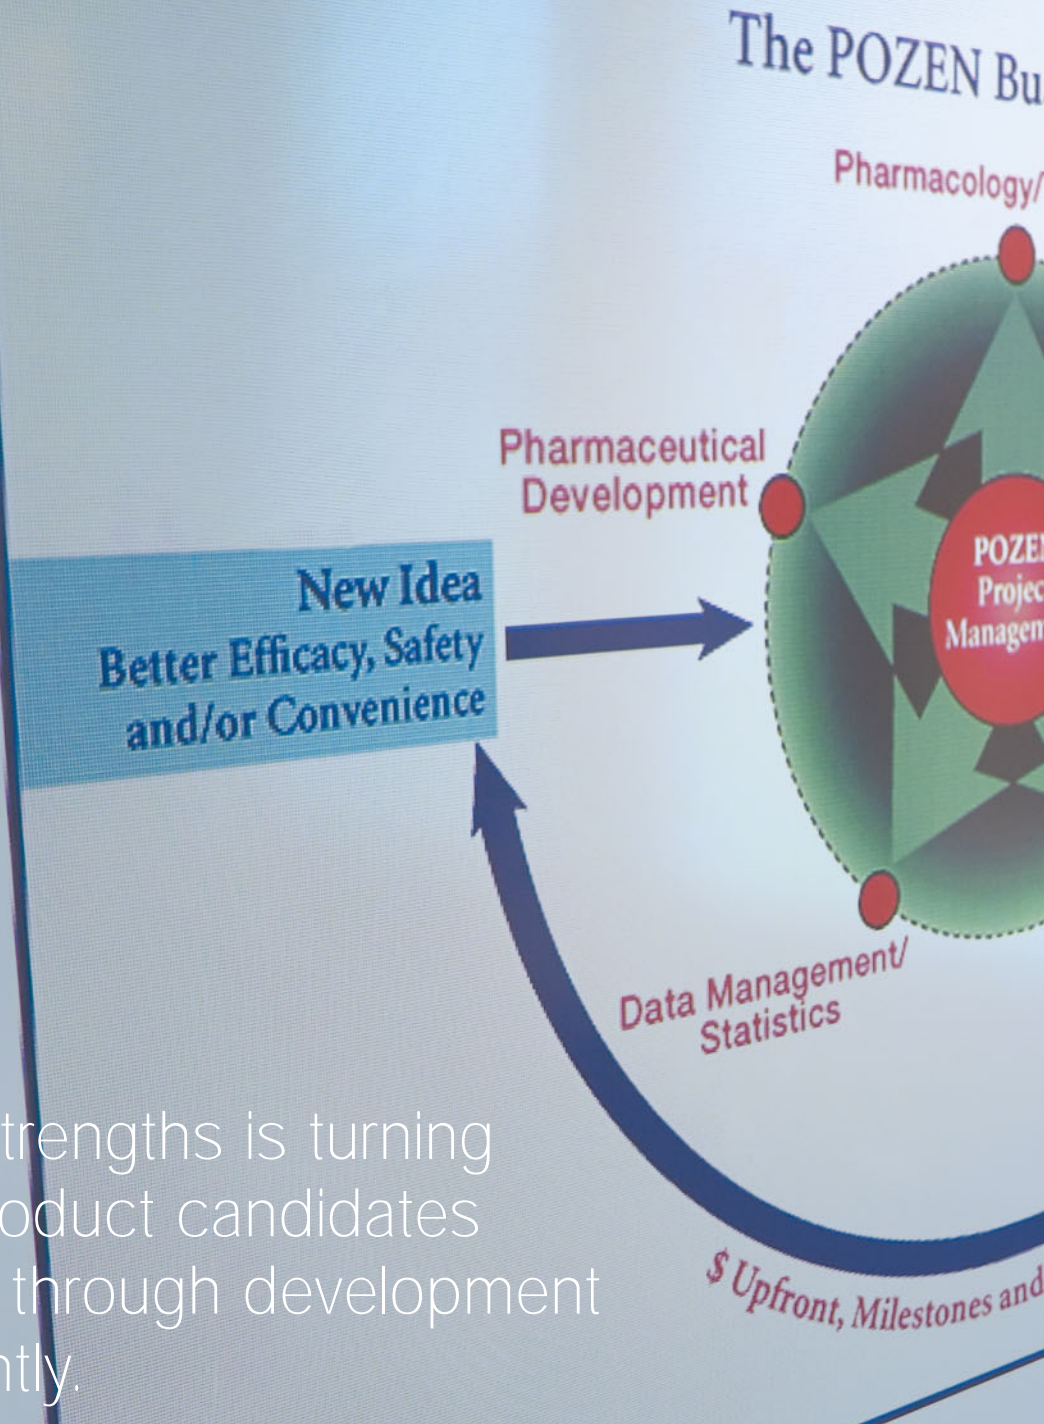 The POZEN Bu
Pharmacology/
Pharmaceutical
Development
POZEN
Projec
Managem
New Idea
Better Efficacy, Safety
and/or Convenience
Data Management/
Statistics
$ Upfront, Milestones and
trengths is turning
oduct candidates
through development
ntly.